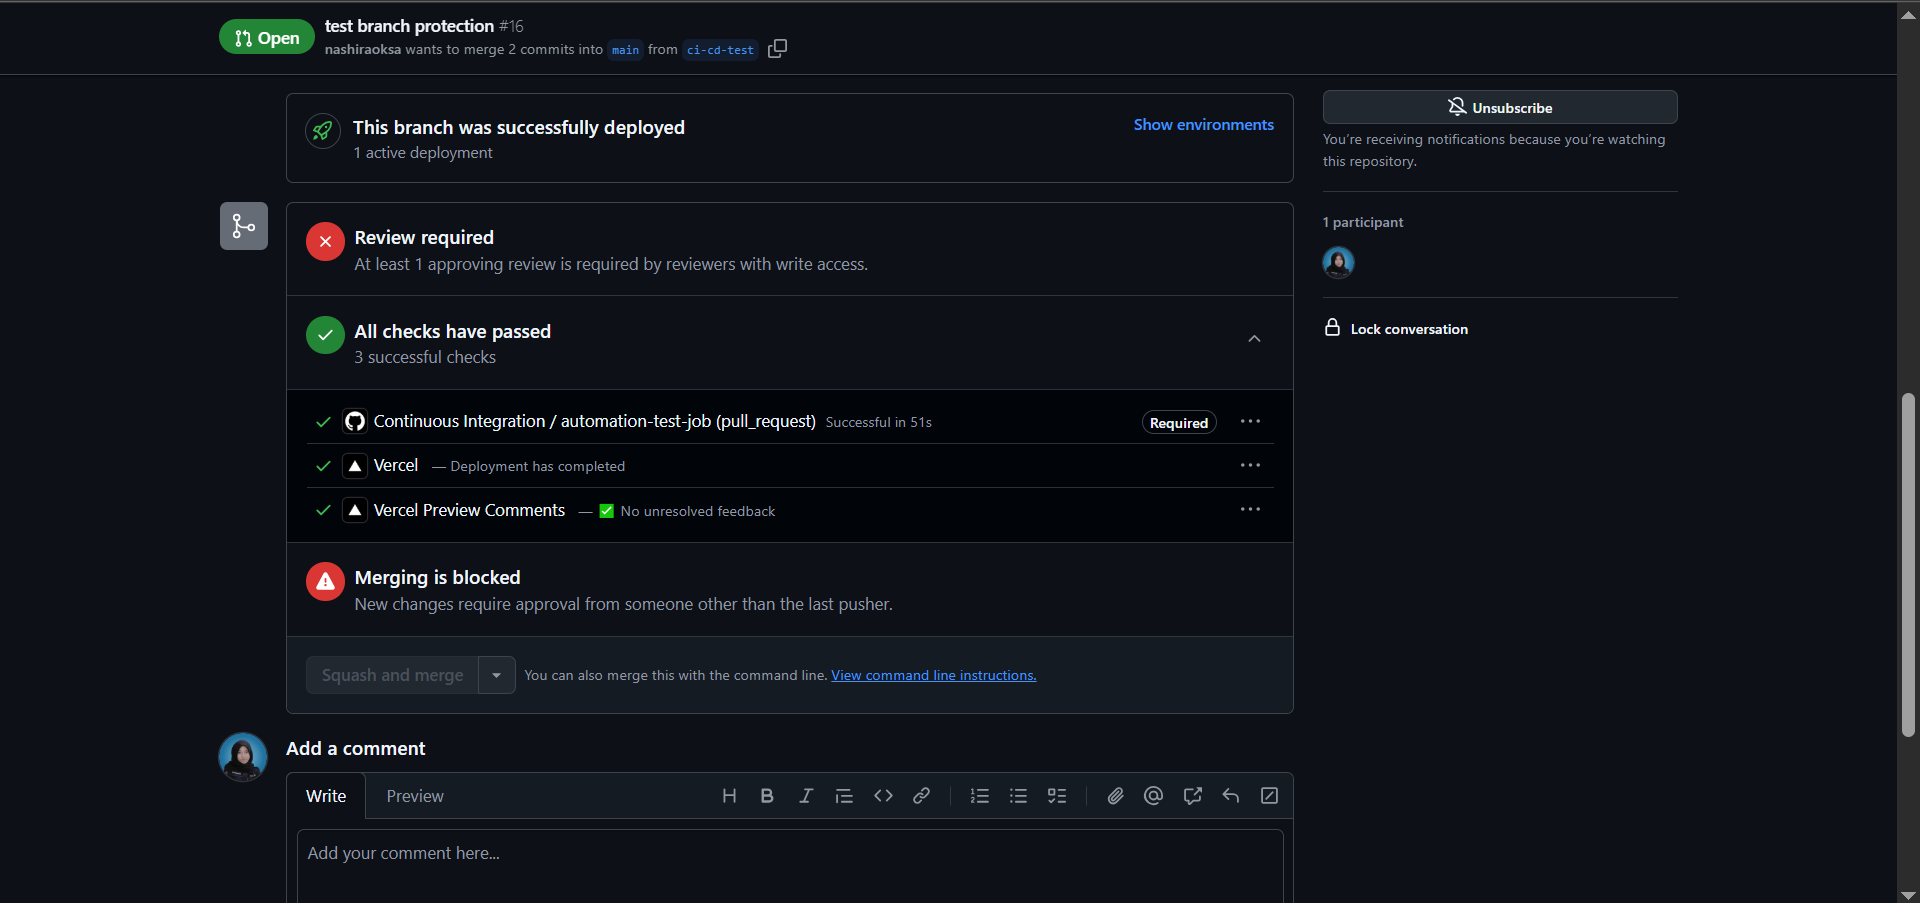 Open
test branch protection #16
nashiraoksa wants to merge 2 commits into main from ci-cd-test
This branch was successfully deployed
1 active deployment
Show environments
Review required
At least 1 approving review is required by reviewers with write access.
All checks have passed
3 successful checks
Continuous Integration / automation-test-job (pull_request) Successful in 51s
Required
Vercel — Deployment has completed
Vercel Preview Comments — ✅ No unresolved feedback
Merging is blocked
New changes require approval from someone other than the last pusher.
Squash and merge
You can also merge this with the command line. View command line instructions.
Add a comment
Write
Preview
Add your comment here...
Unsubscribe
You're receiving notifications because you're watching
this repository.
1 participant
Lock conversation